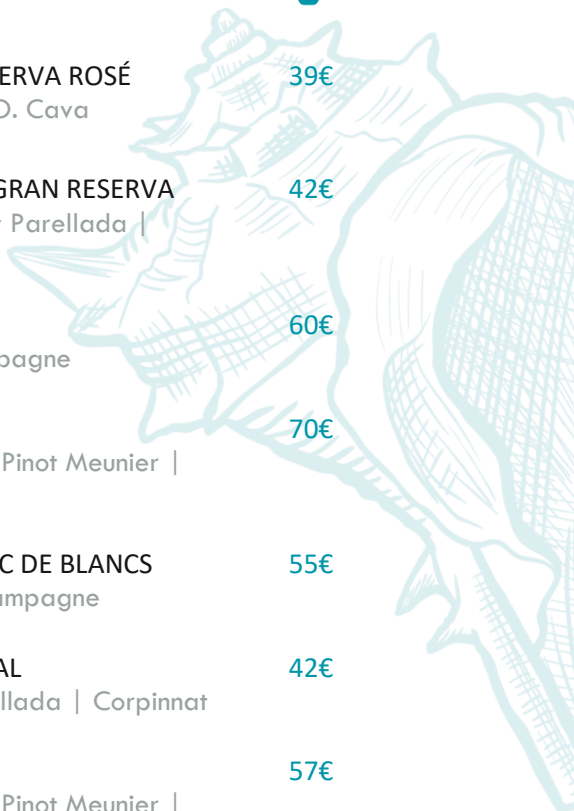 ERVA ROSÉ 39€
O. Cava
GRAN RESERVA 42€
Parellada |
60€
pagne
70€
Pinot Meunier |
C DE BLANCS 55€
ampagne
AL 42€
llada | Corpinnat
57€
Pinot Meunier |